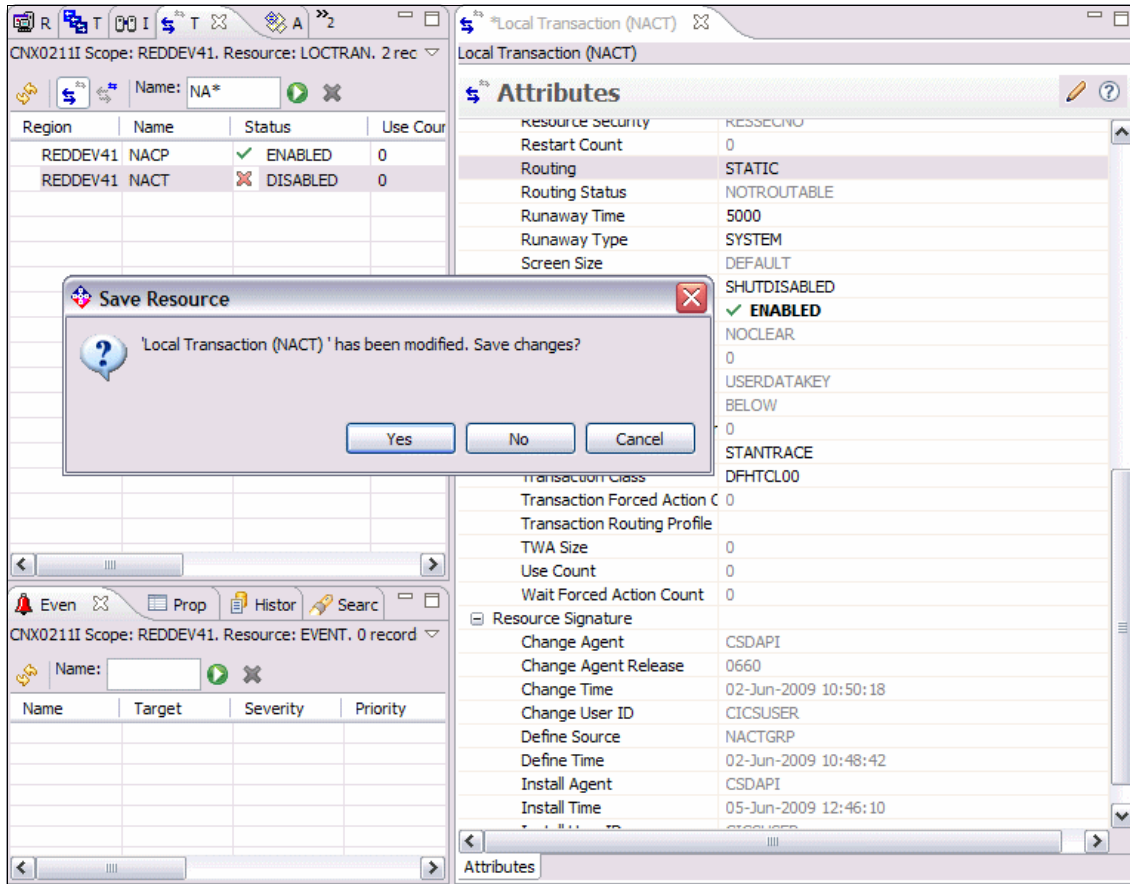 R T I T A »2
CNX0211I Scope: REDDEV41. Resource: LOCTRAN. 2 rec
Name: NA*
Region Name Status Use Cour
REDDEV41 NACP ENABLED 0
REDDEV41 NACT DISABLED 0
*Local Transaction (NACT)
Local Transaction (NACT)
Attributes
Resource Security RESSECNO
Restart Count 0
Routing STATIC
Routing Status NOTROUTABLE
Runaway Time 5000
Runaway Type SYSTEM
Screen Size DEFAULT
SHUTDISABLED
ENABLED
NOCLEAR
0
USERDATAKEY
BELOW
0
STANTRACE
Transaction Class DFHTCL00
Transaction Forced Action C 0
Transaction Routing Profile
TWA Size 0
Use Count 0
Wait Forced Action Count 0
Resource Signature
Change Agent CSDAPI
Change Agent Release 0660
Change Time 02-Jun-2009 10:50:18
Change User ID CICSUSER
Define Source NACTGRP
Define Time 02-Jun-2009 10:48:42
Install Agent CSDAPI
Install Time 05-Jun-2009 12:46:10
Attributes
Save Resource
'Local Transaction (NACT) ' has been modified. Save changes?
Yes No Cancel
Even Prop Histor Searc
CNX0211I Scope: REDDEV41. Resource: EVENT. 0 record
Name:
Name Target Severity Priority